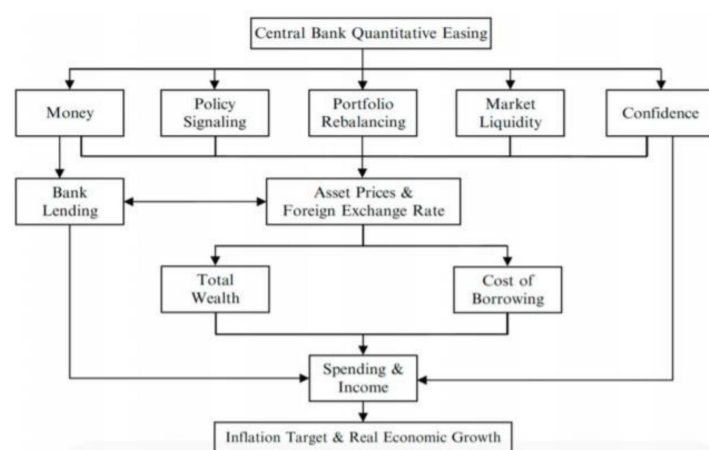 Central Bank Quantitative Easing
Money
Policy
Signaling
Portfolio
Rebalancing
Market
Liquidity
Confidence
Bank
Lending
Asset Prices &
Foreign Exchange Rate
Total
Wealth
Cost of
Borrowing
Spending &
Income
Inflation Target & Real Economic Growth